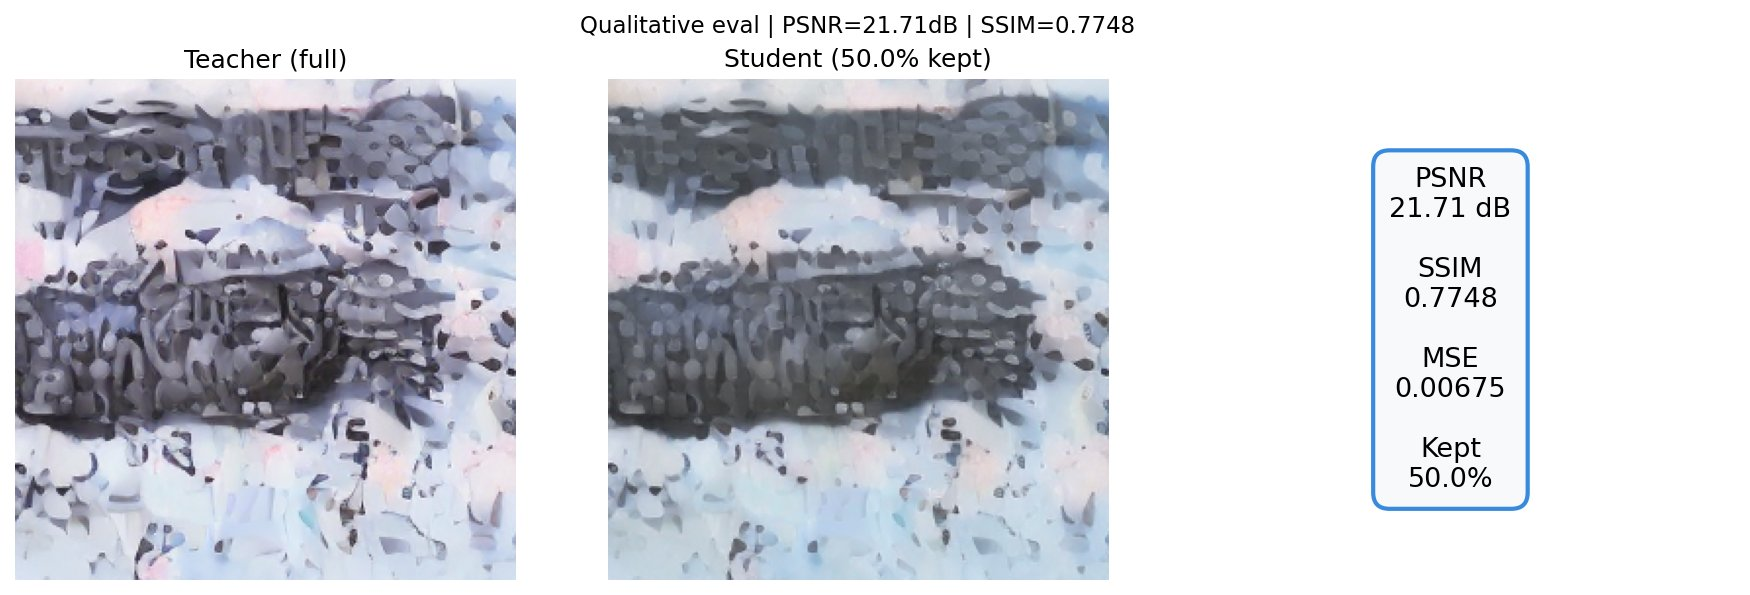 Qualitative eval | PSNR=21.71dB | SSIM=0.7748
Teacher (full)
Student (50.0% kept)
PSNR
21.71 dB
SSIM
0.7748
MSE
0.00675
Kept
50.0%